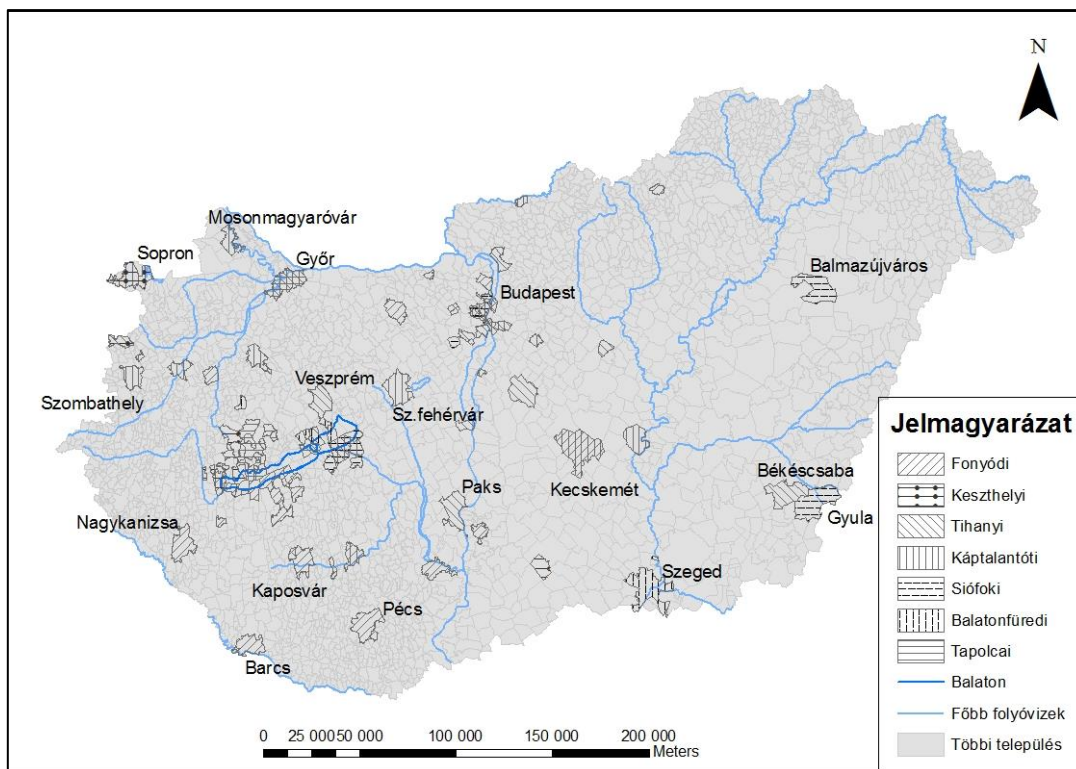 N
Mosonmagyaróvár
Sopron
Győr
Budapest
Balmazújváros
Veszprém
Szombathely
Sz.fehérvár
Jelmagyarázat
Fonyódi
Keszthelyi
Tihanyi
Káptalantóti
Siófoki
Balatonfüredi
Tapolcai
Balaton
Főbb folyóvizek
Többi település
Békéscsaba
Paks
Kecskemét
Gyula
Nagykanizsa
Szeged
Kaposvár
Pécs
Barcs
0 25 000 50 000 100 000 150 000 200 000
Meters